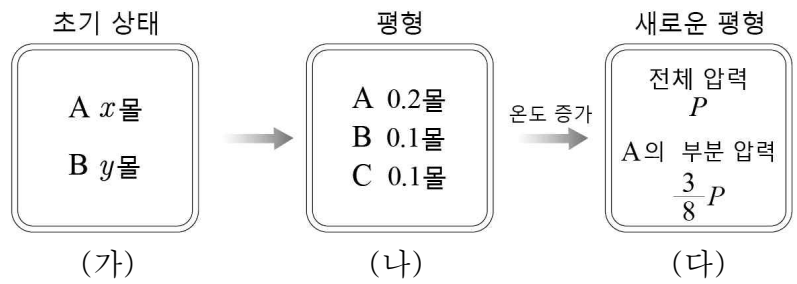 초기 상태
평형
새로운 평형
A x몰
B y몰
A 0.2몰
B 0.1몰
C 0.1몰
온도 증가
전체 압력
P
A의 부분 압력
3/8 P
(가)
(나)
(다)